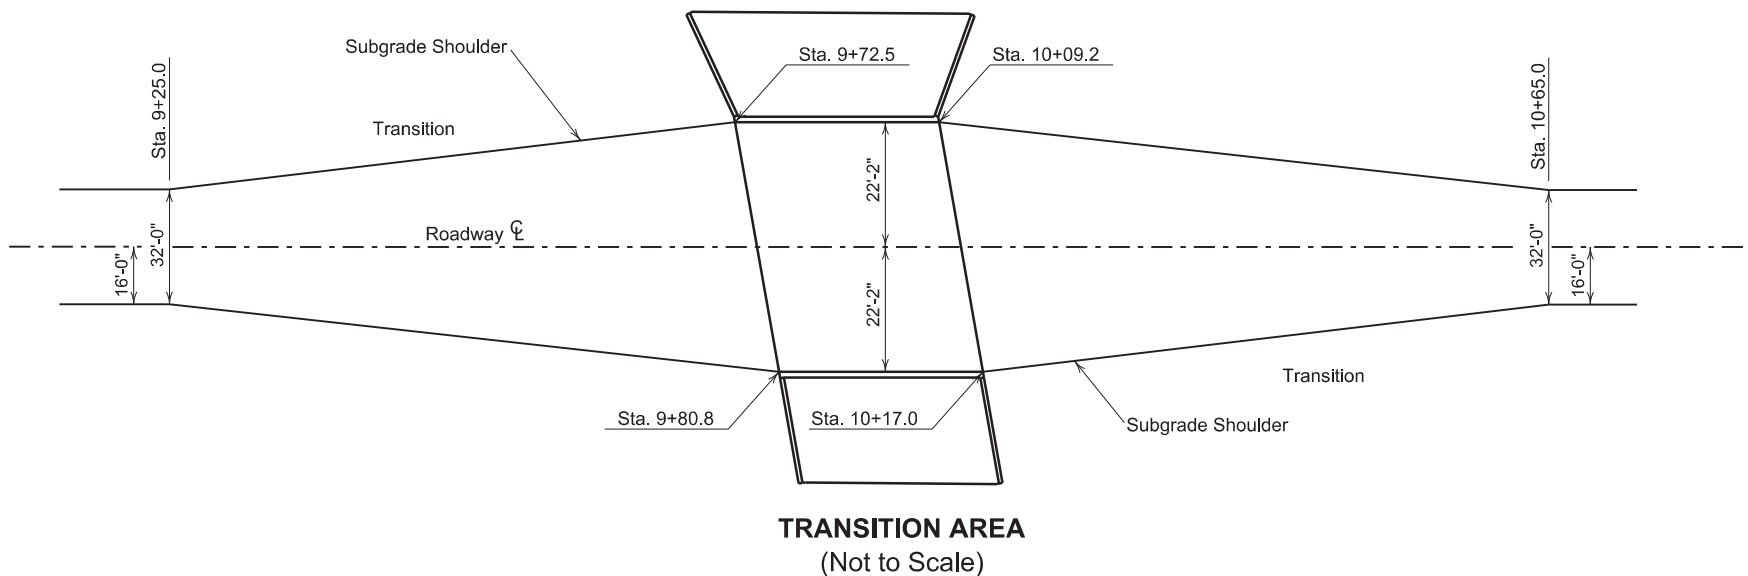 Subgrade Shoulder
Sta. 9+72.5
Sta. 10+09.2
Sta. 9+25.0
Transition
Sta. 10+65.0
22'-2"
32'-0"
16'-0"
Roadway ℄
22'-2"
32'-0"
16'-0"
Transition
Sta. 9+80.8
Sta. 10+17.0
Subgrade Shoulder
TRANSITION AREA
(Not to Scale)